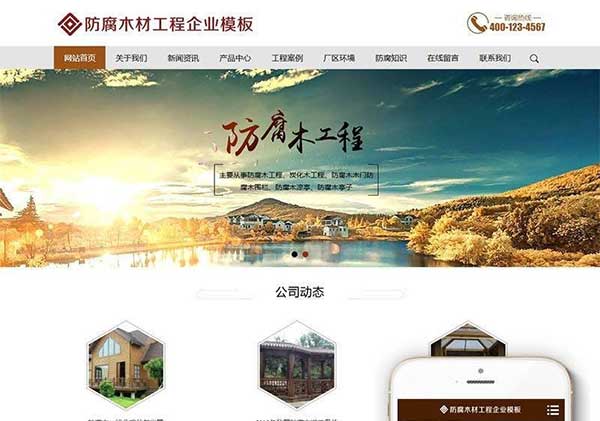 防腐木材工程企业模板
咨询热线
400-123-4567
网站首页 关于我们 新闻资讯 产品中心 工程案例 厂区环境 防腐知识 在线留言 联系我们
防腐木工程
主要从事防腐木工程、炭化木工程、防腐木木门防
腐木围栏、防腐木凉亭、防腐木亭子
公司动态
防腐木材工程企业模板